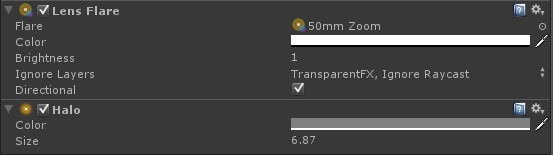 Lens Flare
Flare 50mm Zoom
Color
Brightness 1
Ignore Layers TransparentFX, Ignore Raycast
Directional
Halo
Color
Size 6.87